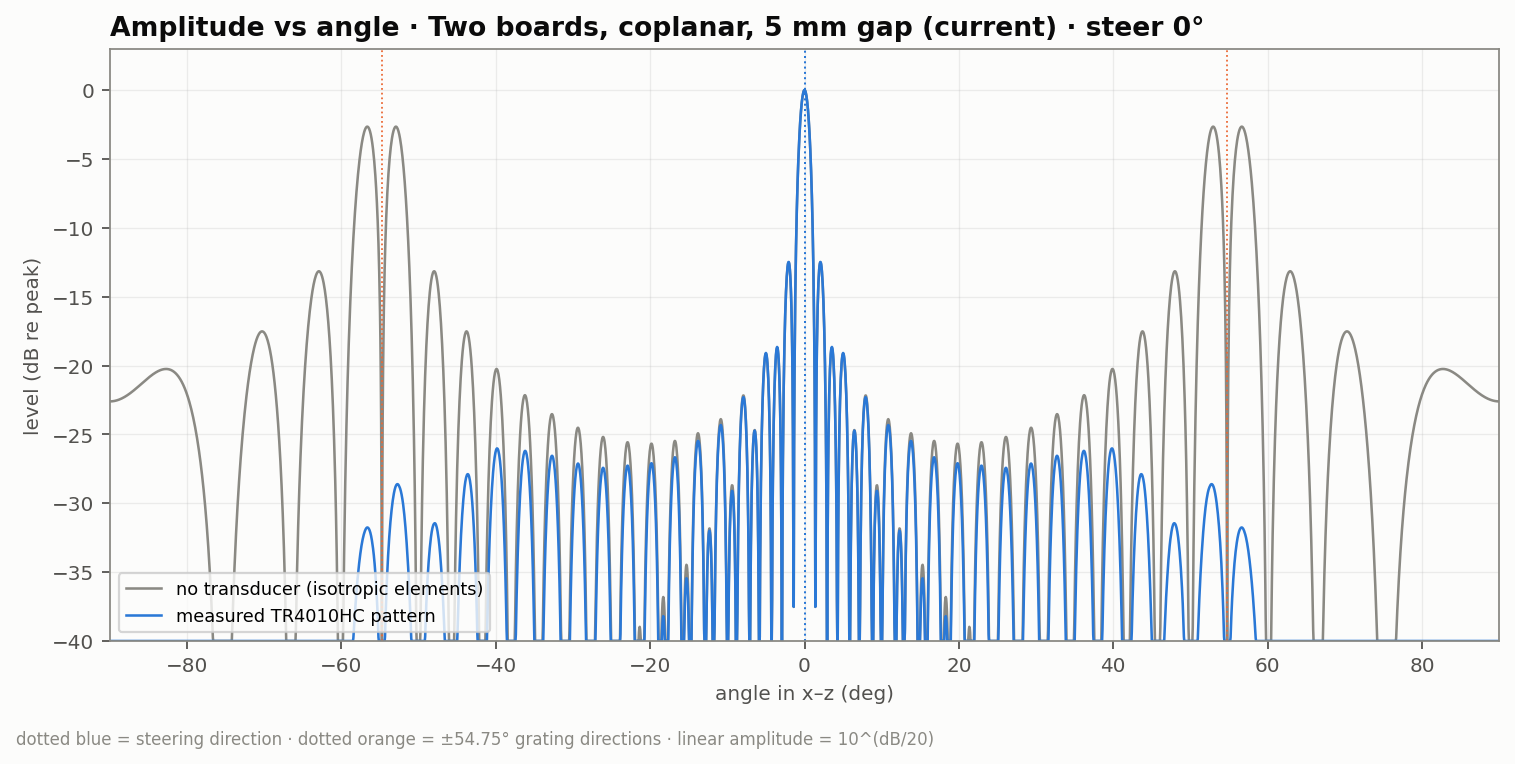 Amplitude vs angle · Two boards, coplanar, 5 mm gap (current) · steer 0°
level (dB re peak)
0
−5
−10
−15
−20
−25
−30
−35
−40
no transducer (isotropic elements)
measured TR4010HC pattern
−80 −60 −40 −20 0 20 40 60 80
angle in x–z (deg)
dotted blue = steering direction · dotted orange = ±54.75° grating directions · linear amplitude = 10^(dB/20)